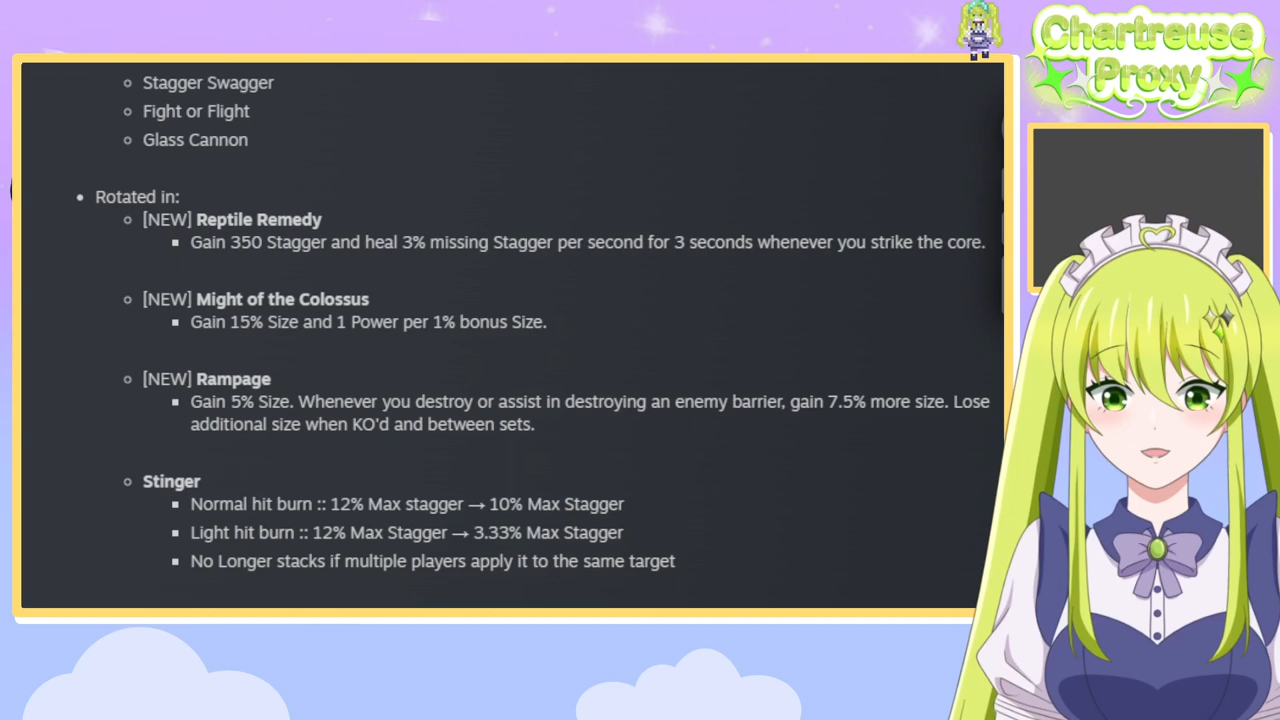 Chartreuse
Proxy
Stagger Swagger
Fight or Flight
Glass Cannon
Rotated in:
[NEW] Reptile Remedy
Gain 350 Stagger and heal 3% missing Stagger per second for 3 seconds whenever you strike the core.
[NEW] Might of the Colossus
Gain 15% Size and 1 Power per 1% bonus Size.
[NEW] Rampage
Gain 5% Size. Whenever you destroy or assist in destroying an enemy barrier, gain 7.5% more size. Lose
additional size when KO'd and between sets.
Stinger
Normal hit burn :: 12% Max stagger → 10% Max Stagger
Light hit burn :: 12% Max Stagger → 3.33% Max Stagger
No Longer stacks if multiple players apply it to the same target